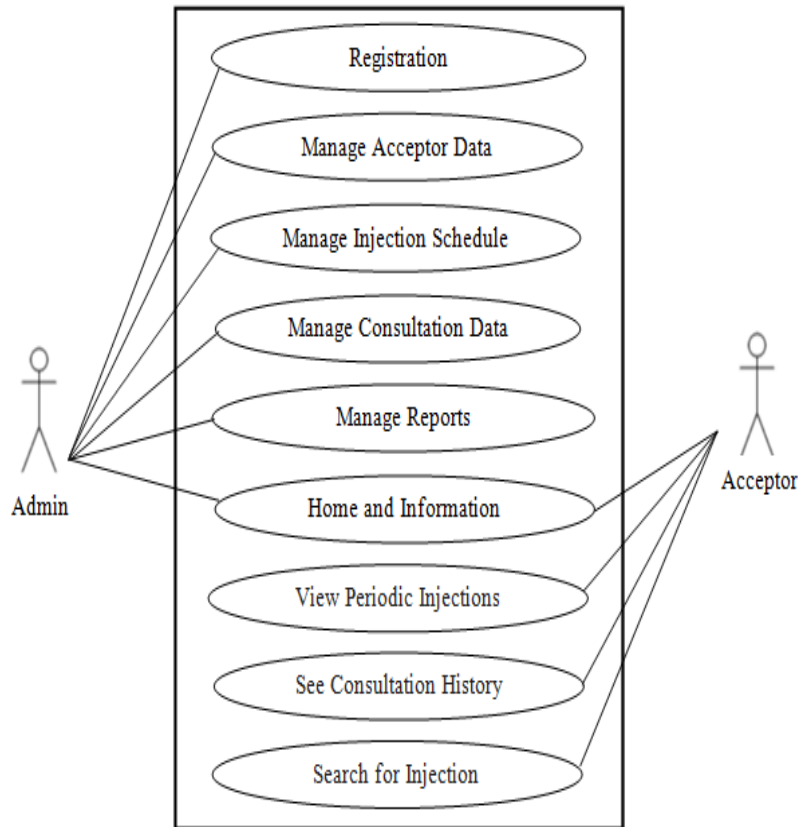 Registration
Manage Acceptor Data
Manage Injection Schedule
Manage Consultation Data
Manage Reports
Admin
Acceptor
Home and Information
View Periodic Injections
See Consultation History
Search for Injection